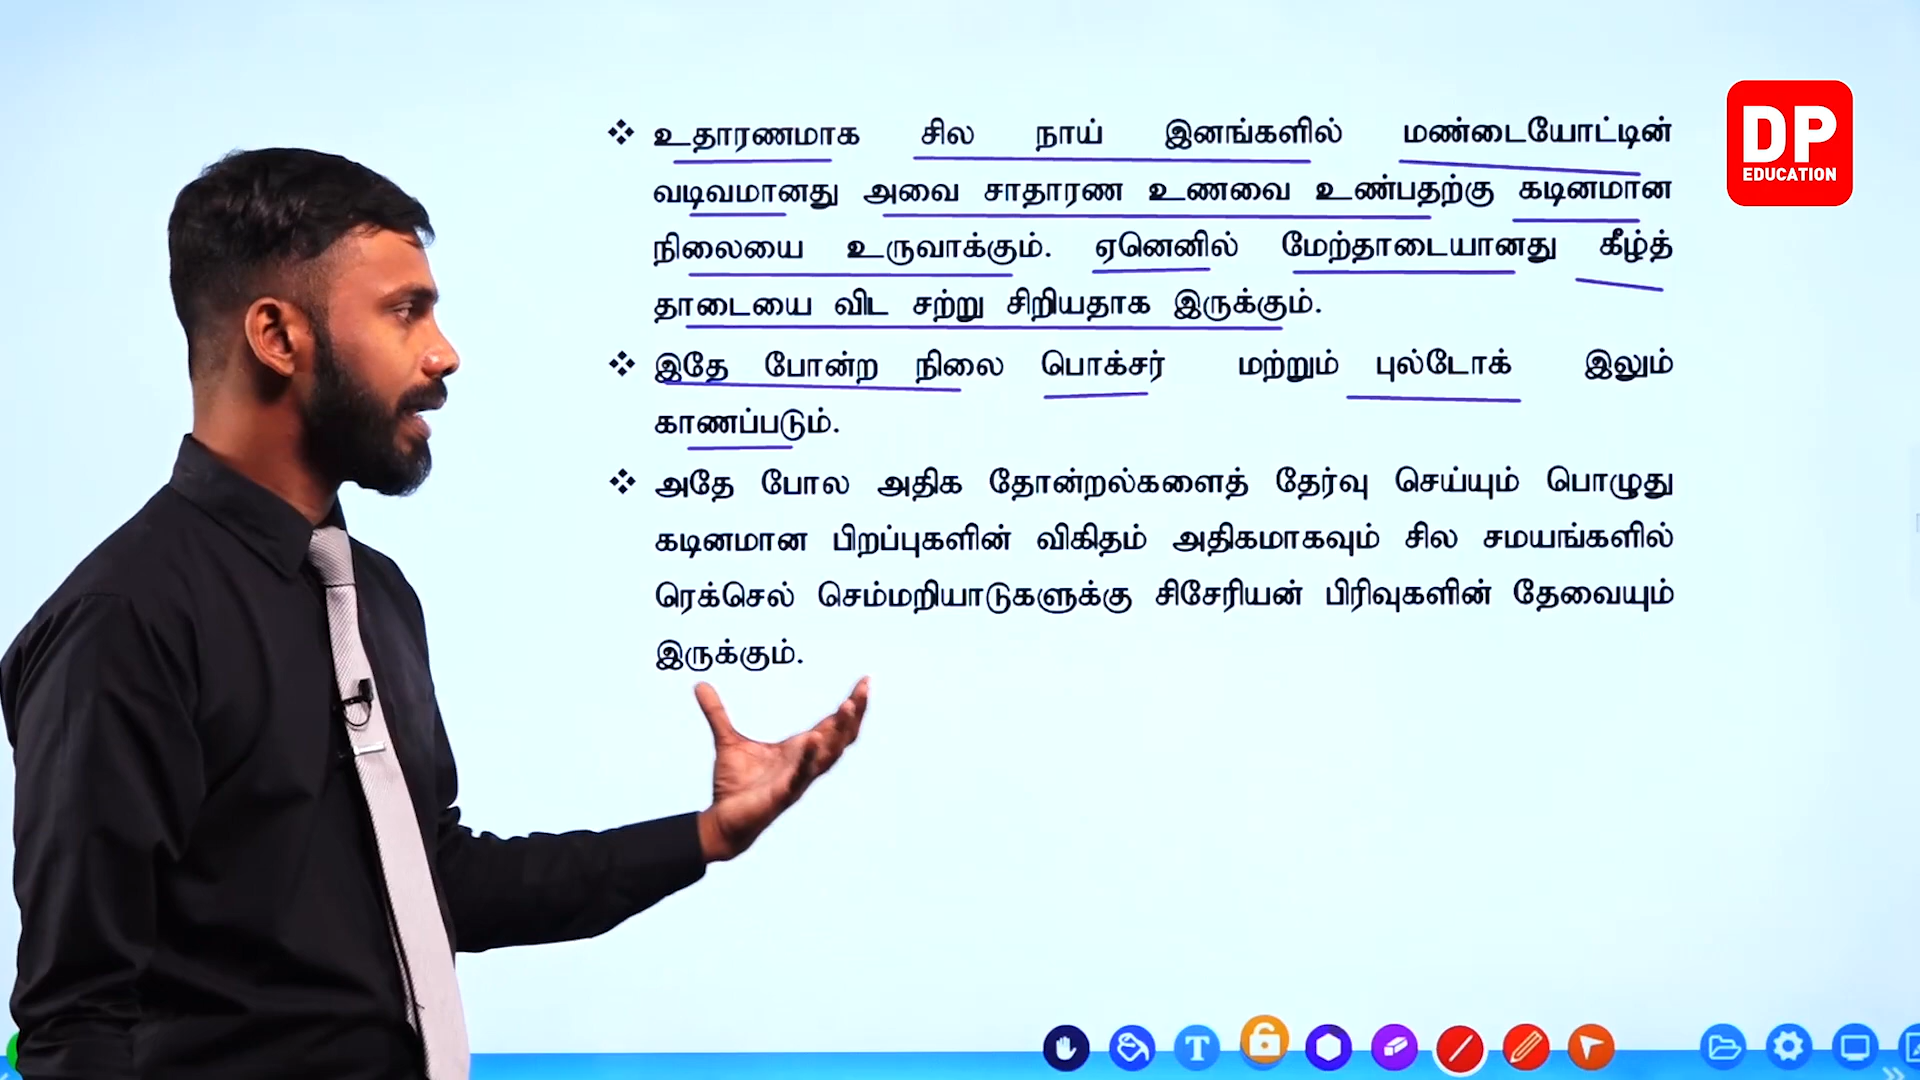 DP
EDUCATION
❖ உதாரணமாக சில நாய் இனங்களில் மண்டையோட்டின்
வடிவமானது அவை சாதாரண உணவை உண்பதற்கு கடினமான
நிலையை உருவாக்கும். ஏனெனில் மேற்தாடையானது கீழ்த்
தாடையை விட சற்று சிறியதாக இருக்கும்.
❖ இதே போன்ற நிலை பொக்சர் மற்றும் புல்டோக் இலும்
காணப்படும்.
❖ அதே போல அதிக தோன்றல்களைத் தேர்வு செய்யும் பொழுது
கடினமான பிறப்புகளின் விகிதம் அதிகமாகவும் சில சமயங்களில்
ரெக்செல் செம்மறியாடுகளுக்கு சிசேரியன் பிரிவுகளின் தேவையும்
இருக்கும்.
T